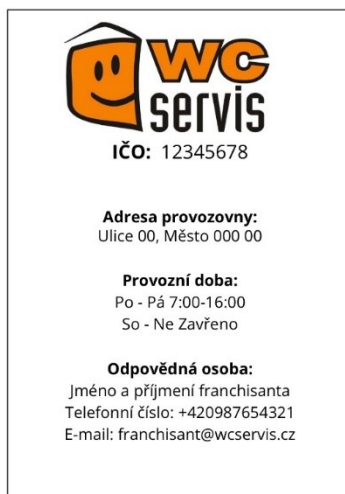 WC
servis
IČO: 12345678
Adresa provozovny:
Ulice 00, Město 000 00
Provozní doba:
Po - Pá 7:00-16:00
So - Ne Zavřeno
Odpovědná osoba:
Jméno a příjmení franchisanta
Telefonní číslo: +420987654321
E-mail: franchisant@wcservis.cz